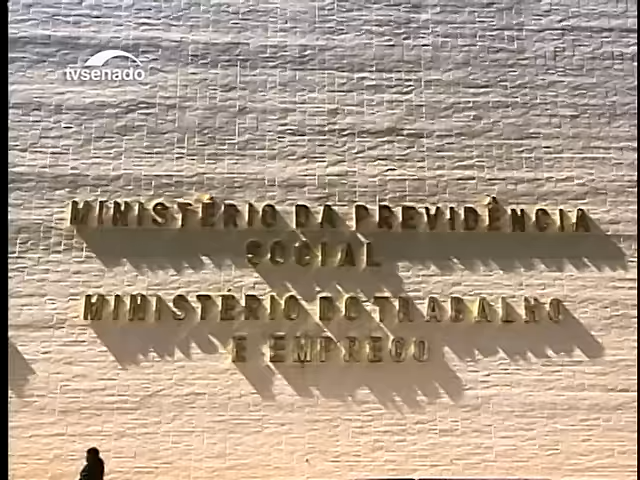 tvsenado
MINISTÉRIO DA PREVIDÊNCIA
SOCIAL
MINISTÉRIO DO TRABALHO
E EMPREGO